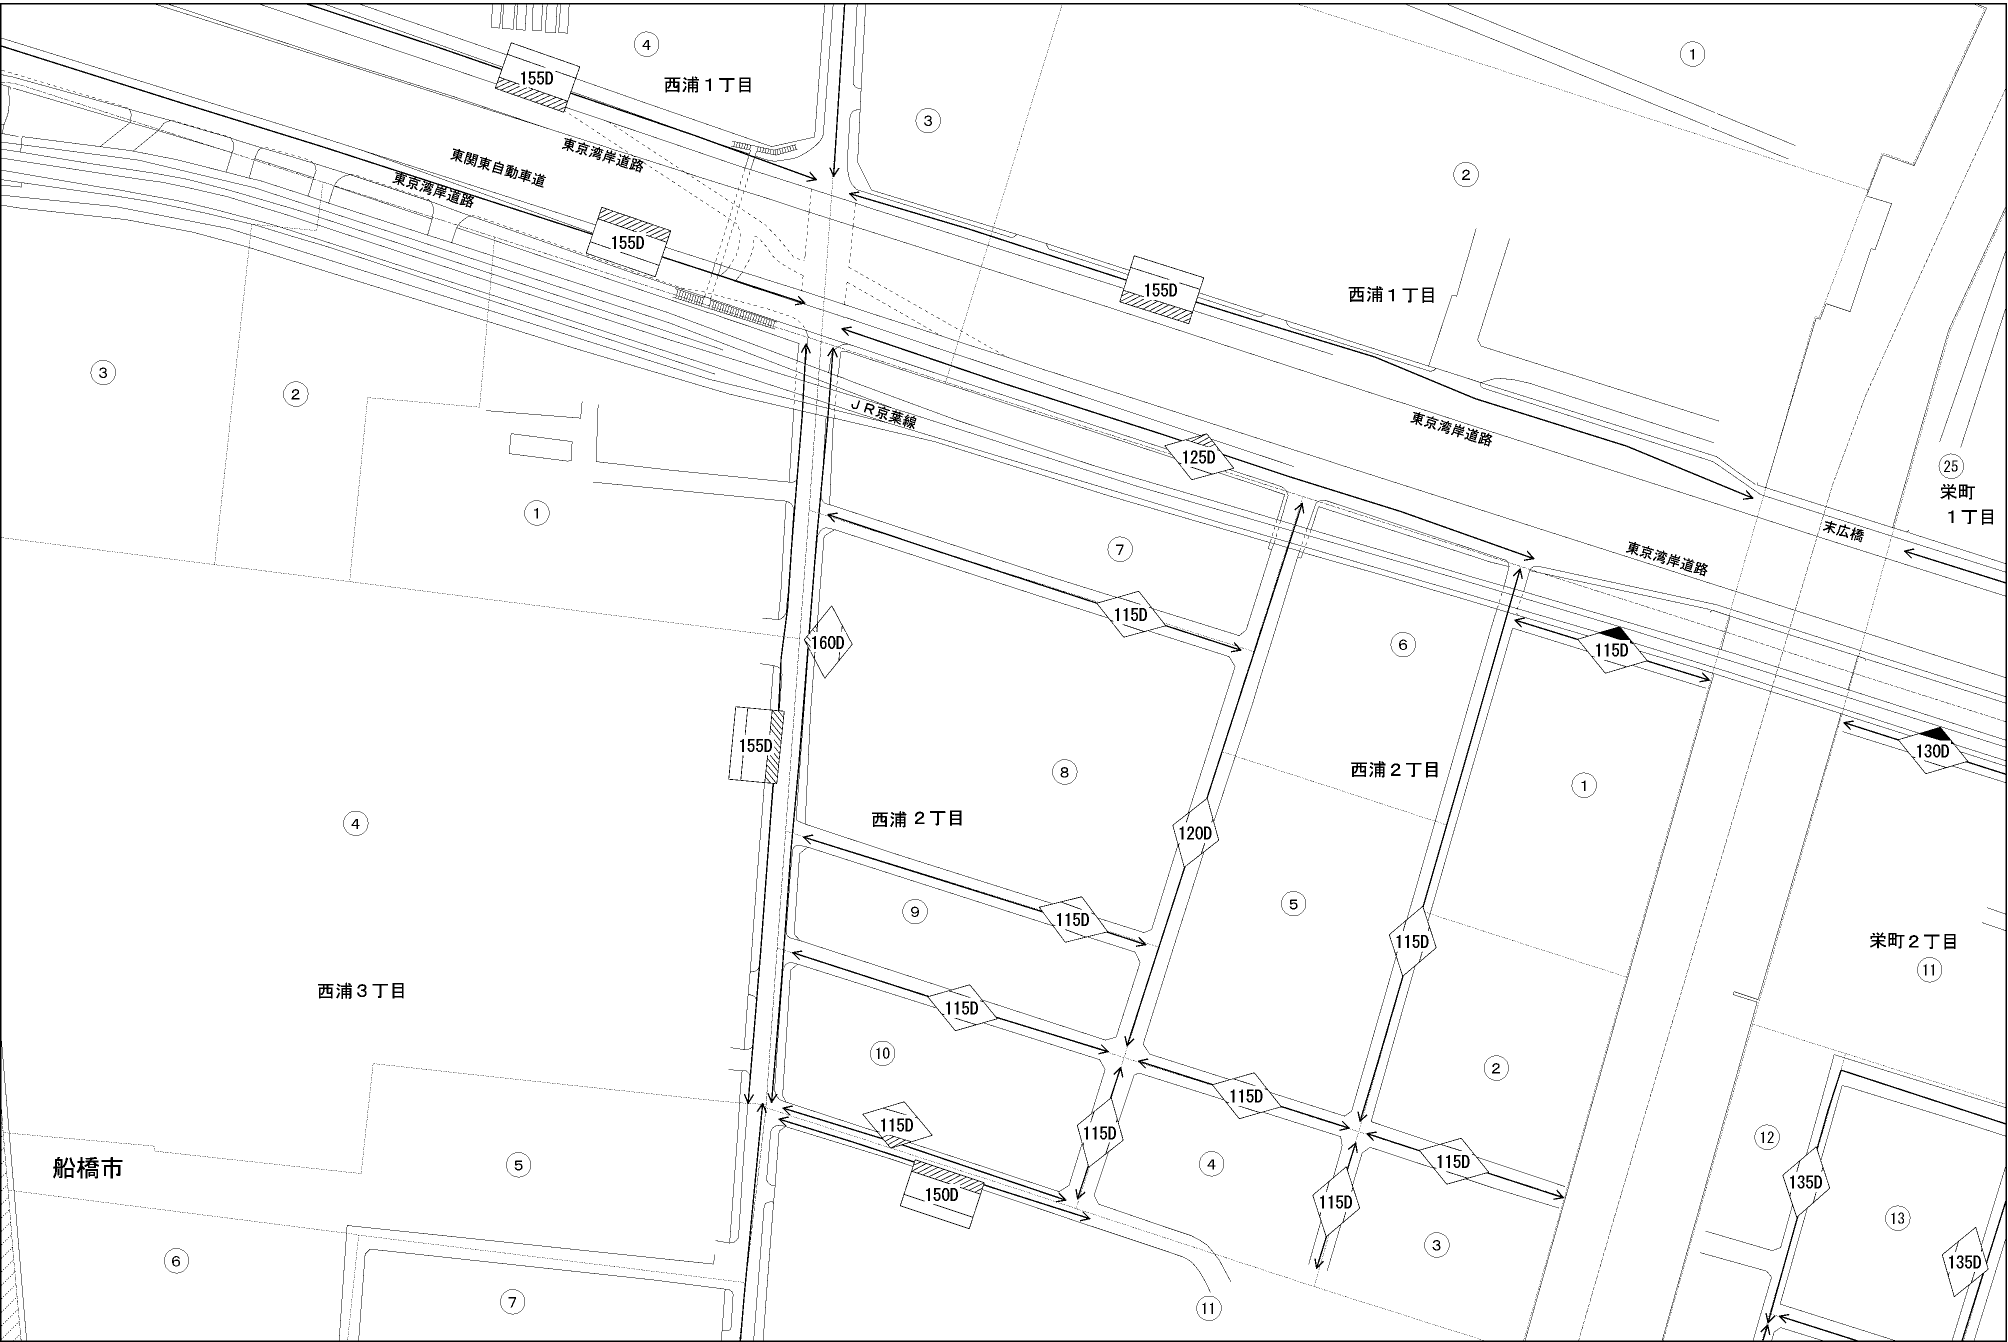 ④
西浦１丁目
①
155D
③
東京湾岸道路
東関東自動車道
東京湾岸道路
②
155D
155D
西浦１丁目
③
②
ＪＲ京葉線
東京湾岸道路
125D
㉕
栄町
１丁目
①
末広橋
⑦
東京湾岸道路
115D
160D
⑥
115D
155D
130D
④
⑧
西浦２丁目
①
西浦２丁目
120D
⑨
115D
⑤
115D
栄町２丁目
⑪
西浦３丁目
115D
⑩
115D
②
115D
115D
⑫
船橋市
⑤
④
115D
135D
150D
115D
⑬
⑥
③
135D
⑦
⑪